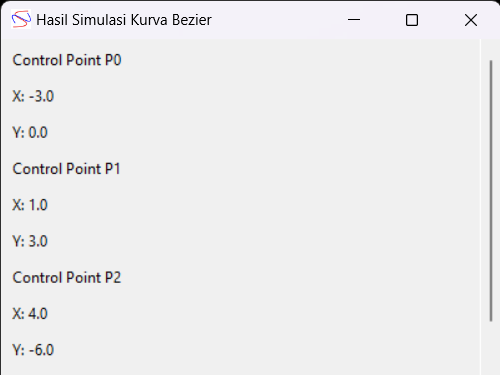 Hasil Simulasi Kurva Bezier
Control Point P0
X: -3.0
Y: 0.0
Control Point P1
X: 1.0
Y: 3.0
Control Point P2
X: 4.0
Y: -6.0